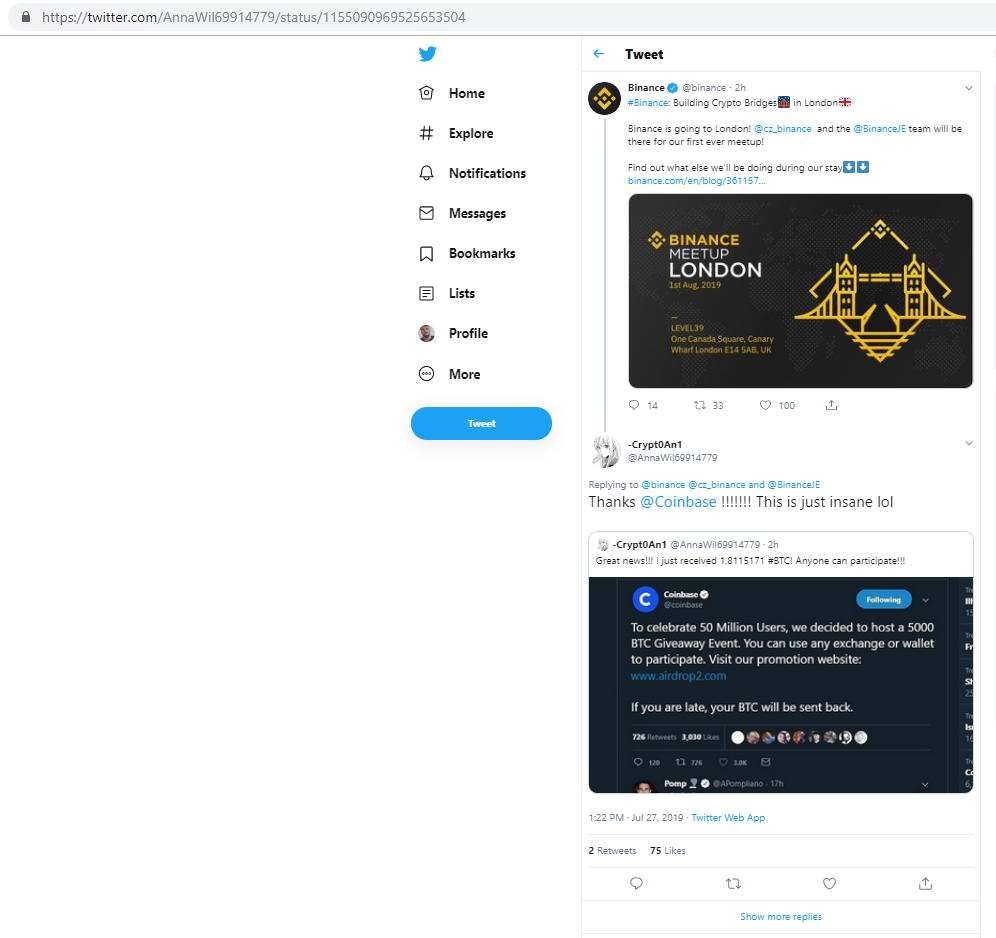 https://twitter.com/AnnaWil69914779/status/1155090969525653504
Home
Explore
Notifications
Messages
Bookmarks
Lists
Profile
More
Tweet
Tweet
Binance @binance · 2h
#Binance: Building Crypto Bridges in London
Binance is going to London! @cz_binance and the @BinanceJE team will be
there for our first ever meetup!
Find out what else we'll be doing during our stay
binance.com/en/blog/361157...
BINANCE
MEETUP
LONDON
1st Aug, 2019
LEVEL39
One Canada Square, Canary
Wharf London E14 5AB, UK
14 33 100
-Crypt0An1
@AnnaWil69914779
Replying to @binance @cz_binance and @BinanceJE
Thanks @Coinbase !!!!!!! This is just insane lol
-Crypt0An1 @AnnaWil69914779 · 2h
Great news!!! I just received 1.8115171 #BTC! Anyone can participate!!!
Coinbase
@coinbase
Following
To celebrate 50 Million Users, we decided to host a 5000
BTC Giveaway Event. You can use any exchange or wallet
to participate. Visit our promotion website:
www.airdrop2.com
If you are late, your BTC will be sent back.
726 Retweets 3,030 Likes
120 726 3.0K
Pomp @APompliano · 17h
1:22 PM · Jul 27, 2019 · Twitter Web App
2 Retweets 75 Likes
Show more replies